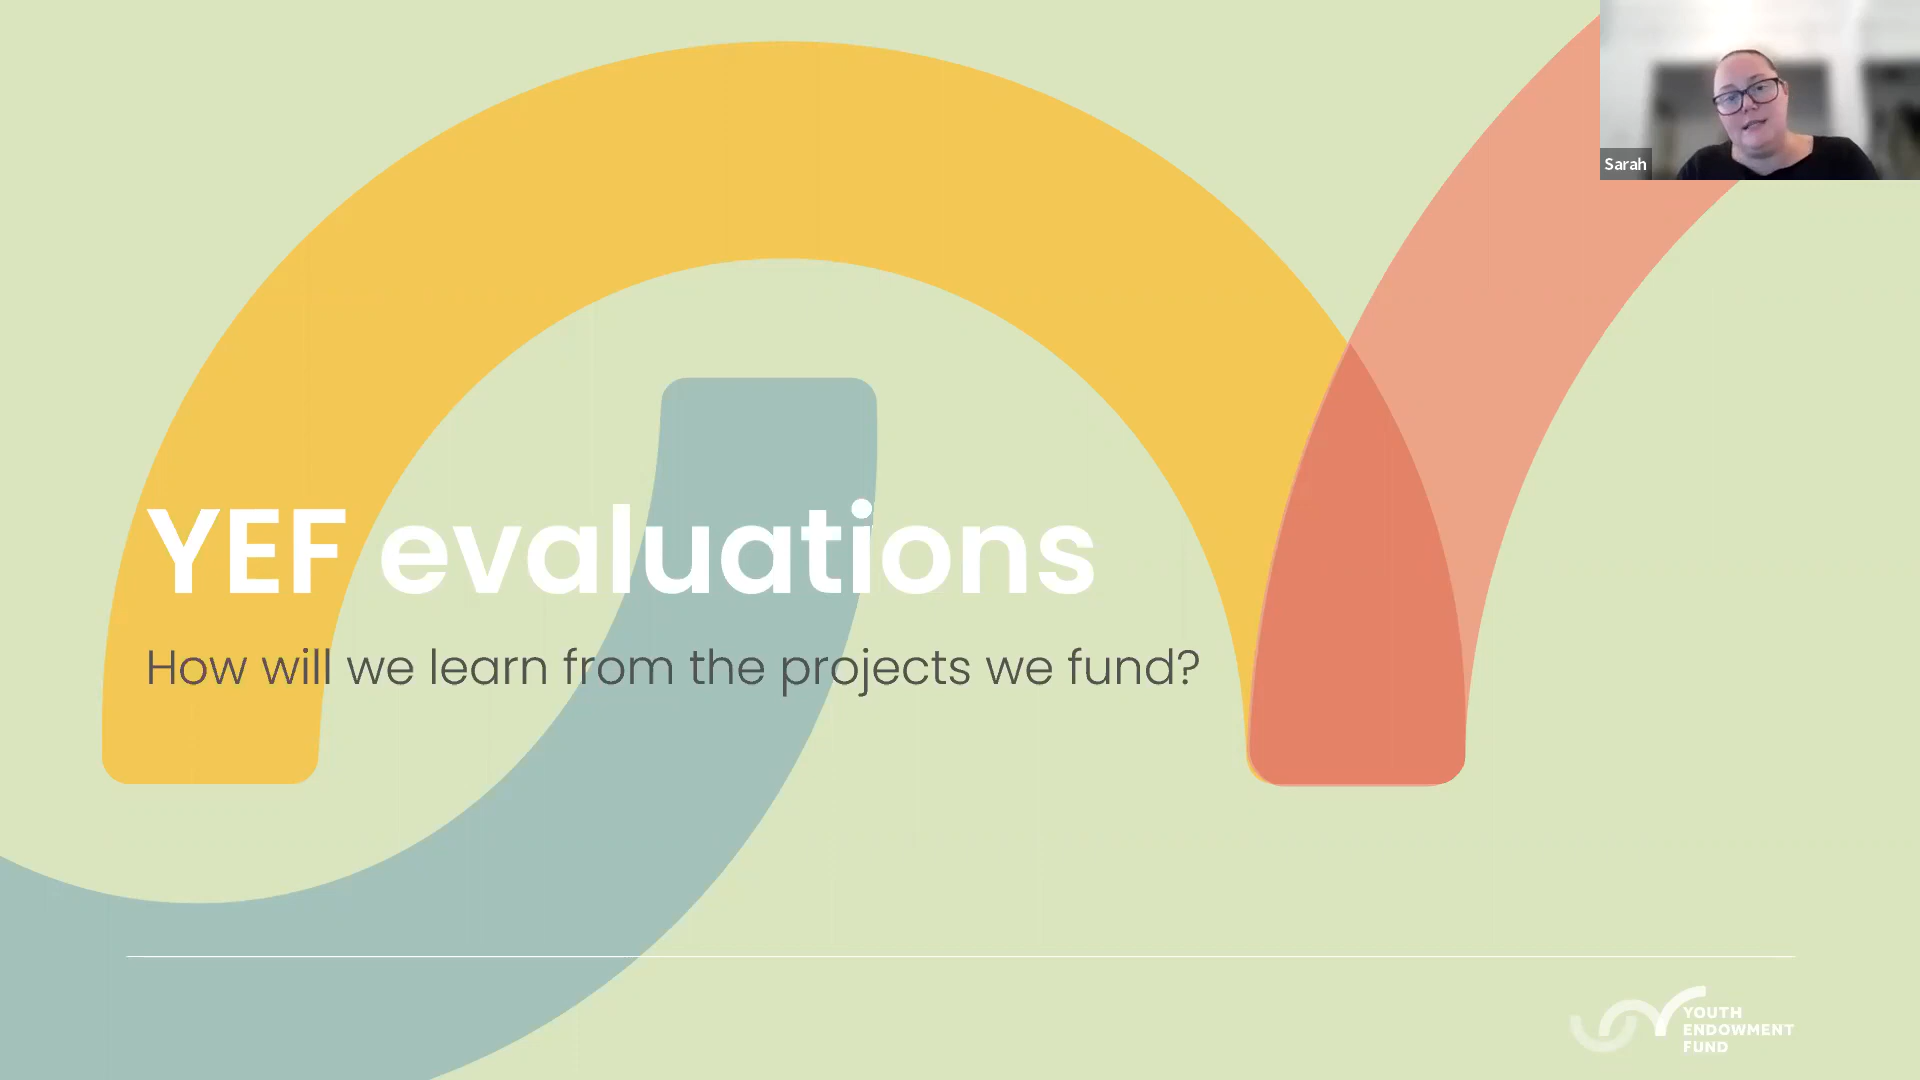 Sarah
YEF evaluations
How will we learn from the projects we fund?
YOUTH
ENDOWMENT
FUND